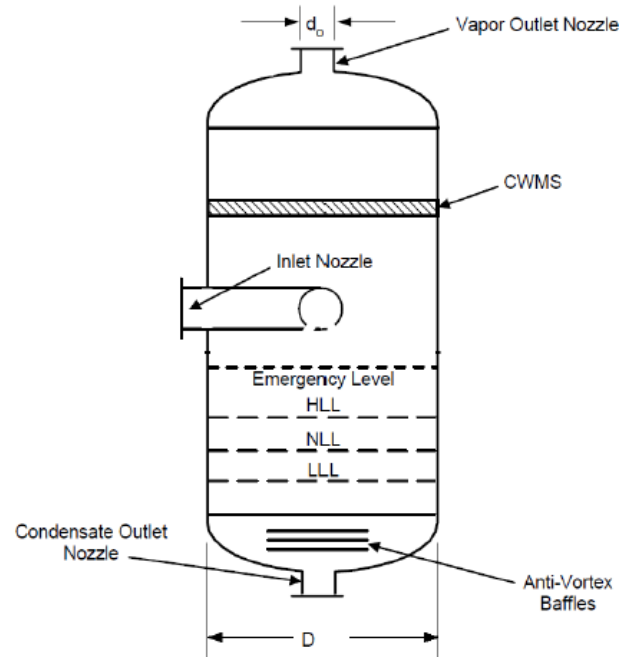 dₒ
Vapor Outlet Nozzle
CWMS
Inlet Nozzle
Emergency Level
HLL
NLL
LLL
Condensate Outlet
Nozzle
Anti-Vortex
Baffles
D